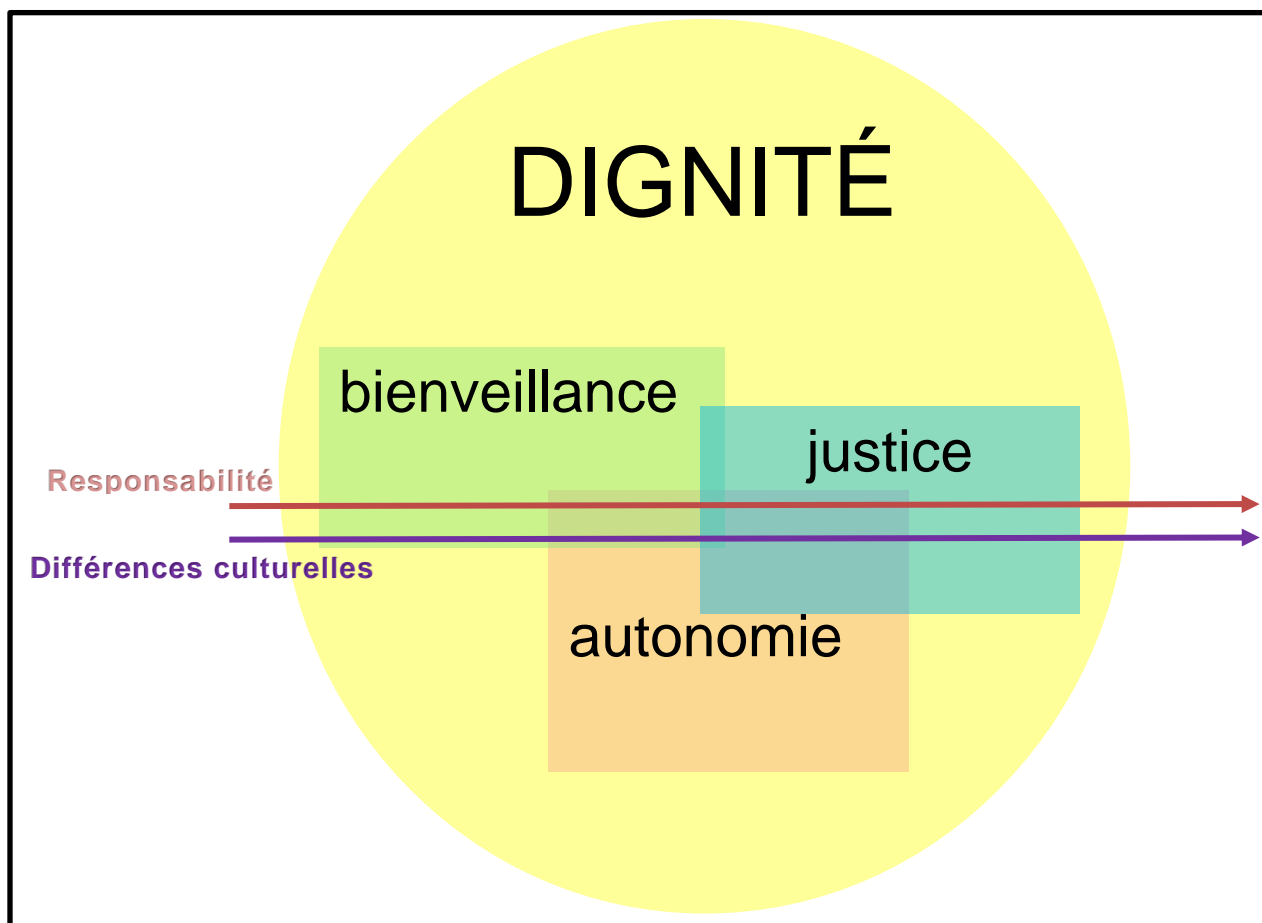 DIGNITÉ
bienveillance
justice
Responsabilité
Différences culturelles
autonomie